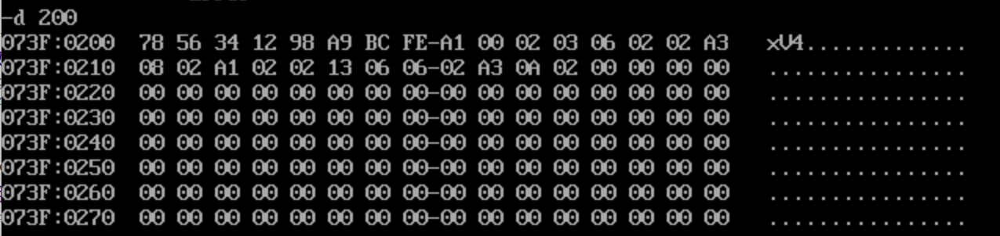 -d 200
073F:0200  78 56 34 12 98 A9 BC FE-A1 00 02 03 06 02 02 A3   xV4.............
073F:0210  08 02 A1 02 02 13 06 06-02 A3 0A 02 00 00 00 00   ................
073F:0220  00 00 00 00 00 00 00 00-00 00 00 00 00 00 00 00   ................
073F:0230  00 00 00 00 00 00 00 00-00 00 00 00 00 00 00 00   ................
073F:0240  00 00 00 00 00 00 00 00-00 00 00 00 00 00 00 00   ................
073F:0250  00 00 00 00 00 00 00 00-00 00 00 00 00 00 00 00   ................
073F:0260  00 00 00 00 00 00 00 00-00 00 00 00 00 00 00 00   ................
073F:0270  00 00 00 00 00 00 00 00-00 00 00 00 00 00 00 00   ................